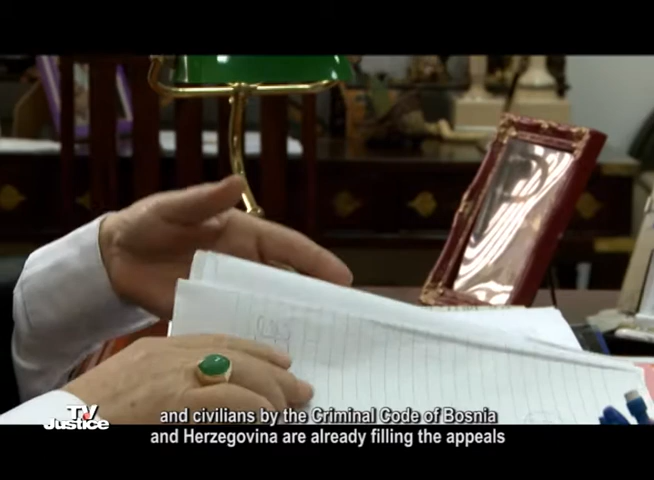 and civilians by the Criminal Code of Bosnia
and Herzegovina are already filling the appeals
TV
Justice